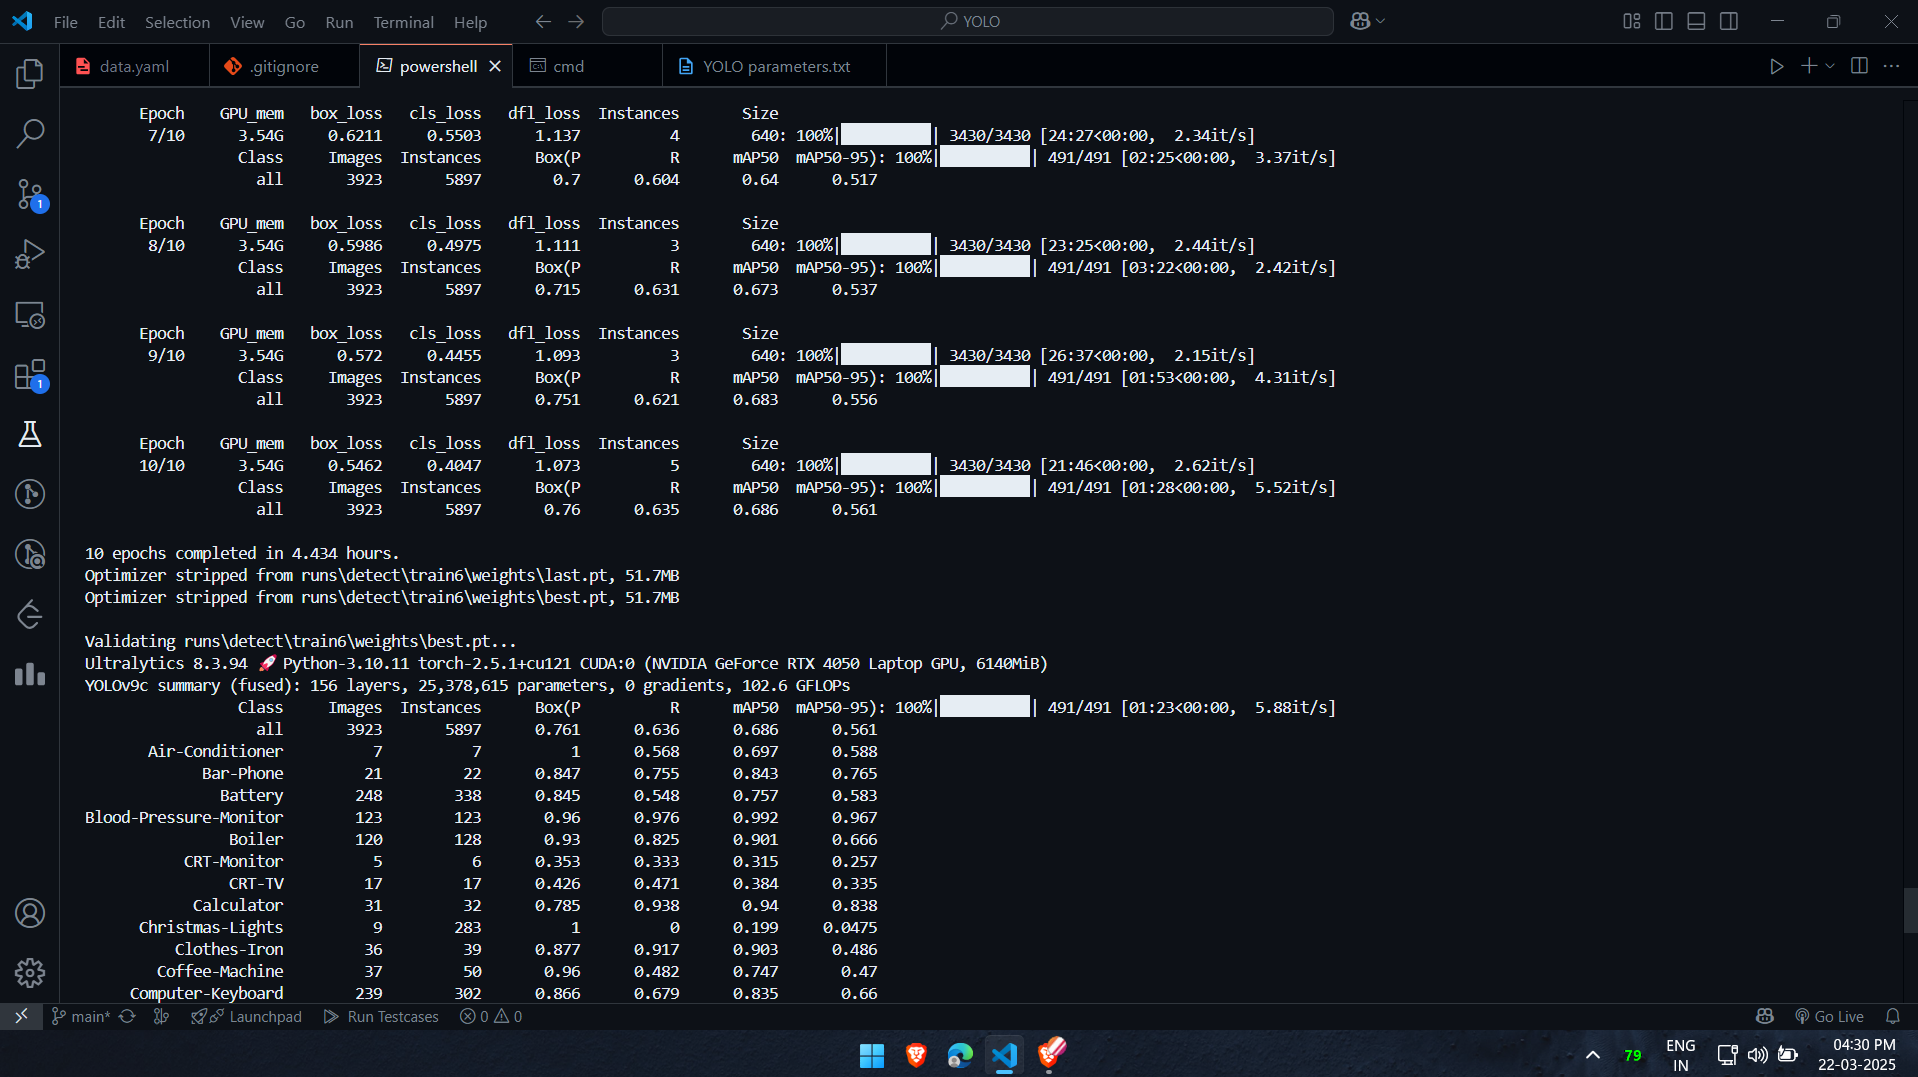 File Edit Selection View Go Run Terminal Help YOLO
data.yaml .gitignore powershell cmd YOLO parameters.txt
Epoch GPU_mem box_loss cls_loss dfl_loss Instances Size
7/10 3.54G 0.6211 0.5503 1.137 4 640: 100%| | 3430/3430 [24:27<00:00, 2.34it/s]
Class Images Instances Box(P R mAP50 mAP50-95): 100%| | 491/491 [02:25<00:00, 3.37it/s]
all 3923 5897 0.7 0.604 0.64 0.517
Epoch GPU_mem box_loss cls_loss dfl_loss Instances Size
8/10 3.54G 0.5986 0.4975 1.111 3 640: 100%| | 3430/3430 [23:25<00:00, 2.44it/s]
Class Images Instances Box(P R mAP50 mAP50-95): 100%| | 491/491 [03:22<00:00, 2.42it/s]
all 3923 5897 0.715 0.631 0.673 0.537
Epoch GPU_mem box_loss cls_loss dfl_loss Instances Size
9/10 3.54G 0.572 0.4455 1.093 3 640: 100%| | 3430/3430 [26:37<00:00, 2.15it/s]
Class Images Instances Box(P R mAP50 mAP50-95): 100%| | 491/491 [01:53<00:00, 4.31it/s]
all 3923 5897 0.751 0.621 0.683 0.556
Epoch GPU_mem box_loss cls_loss dfl_loss Instances Size
10/10 3.54G 0.5462 0.4047 1.073 5 640: 100%| | 3430/3430 [21:46<00:00, 2.62it/s]
Class Images Instances Box(P R mAP50 mAP50-95): 100%| | 491/491 [01:28<00:00, 5.52it/s]
all 3923 5897 0.76 0.635 0.686 0.561
10 epochs completed in 4.434 hours.
Optimizer stripped from runs\detect\train6\weights\last.pt, 51.7MB
Optimizer stripped from runs\detect\train6\weights\best.pt, 51.7MB
Validating runs\detect\train6\weights\best.pt...
Ultralytics 8.3.94 🚀 Python-3.10.11 torch-2.5.1+cu121 CUDA:0 (NVIDIA GeForce RTX 4050 Laptop GPU, 6140MiB)
YOLOv9c summary (fused): 156 layers, 25,378,615 parameters, 0 gradients, 102.6 GFLOPs
Class Images Instances Box(P R mAP50 mAP50-95): 100%| | 491/491 [01:23<00:00, 5.88it/s]
all 3923 5897 0.761 0.636 0.686 0.561
Air-Conditioner 7 7 1 0.568 0.697 0.588
Bar-Phone 21 22 0.847 0.755 0.843 0.765
Battery 248 338 0.845 0.548 0.757 0.583
Blood-Pressure-Monitor 123 123 0.96 0.976 0.992 0.967
Boiler 120 128 0.93 0.825 0.901 0.666
CRT-Monitor 5 6 0.353 0.333 0.315 0.257
CRT-TV 17 17 0.426 0.471 0.384 0.335
Calculator 31 32 0.785 0.938 0.94 0.838
Christmas-Lights 9 283 1 0 0.199 0.0475
Clothes-Iron 36 39 0.877 0.917 0.903 0.486
Coffee-Machine 37 50 0.96 0.482 0.747 0.47
Computer-Keyboard 239 302 0.866 0.679 0.835 0.66
1
1
main* Launchpad Run Testcases 0 0 Go Live
79 ENG IN 04:30 PM
22-03-2025